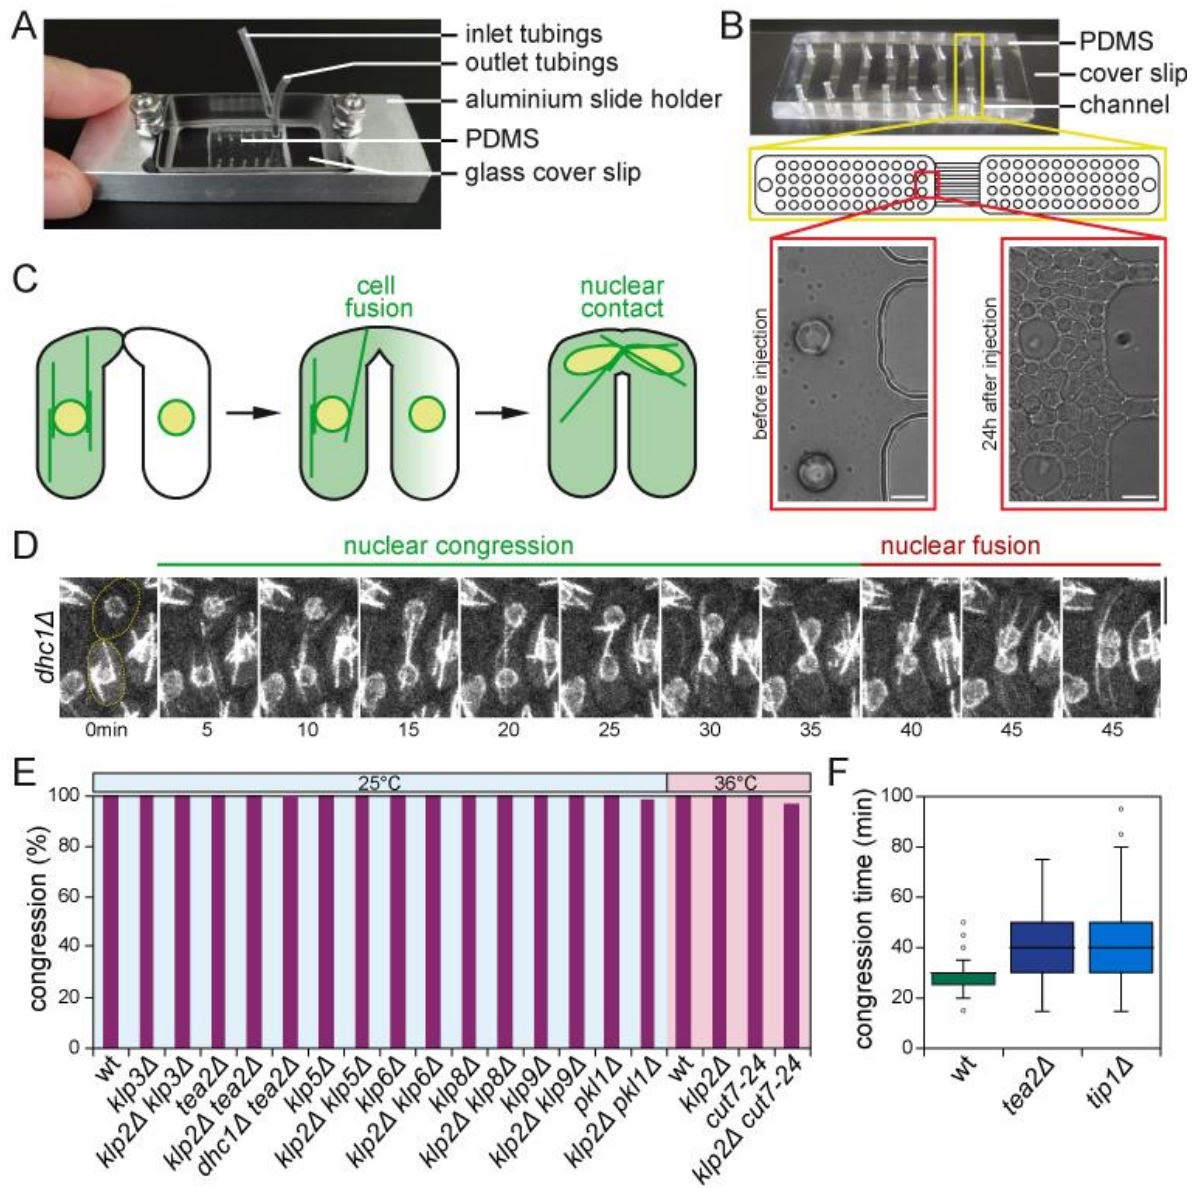 A
inlet tubings
outlet tubings
aluminium slide holder
PDMS
glass cover slip
B
PDMS
cover slip
channel
before injection
24h after injection
C
cell
fusion
nuclear
contact
D
nuclear congression
nuclear fusion
dhc1Δ
0min 5 10 15 20 25 30 35 40 45 45
E
25°C
36°C
congression (%)
100
80
60
40
20
0
wt
klp3Δ
klp2Δ klp3Δ
tea2Δ
klp2Δ tea2Δ
dhc1Δ tea2Δ
klp5Δ
klp2Δ klp5Δ
klp6Δ
klp2Δ klp6Δ
klp8Δ
klp2Δ klp8Δ
klp9Δ
klp2Δ klp9Δ
pkl1Δ
klp2Δ pkl1Δ
wt
klp2Δ
cut7-24
klp2Δ cut7-24
F
congression time (min)
100
80
60
40
20
0
wt
tea2Δ
tip1Δ